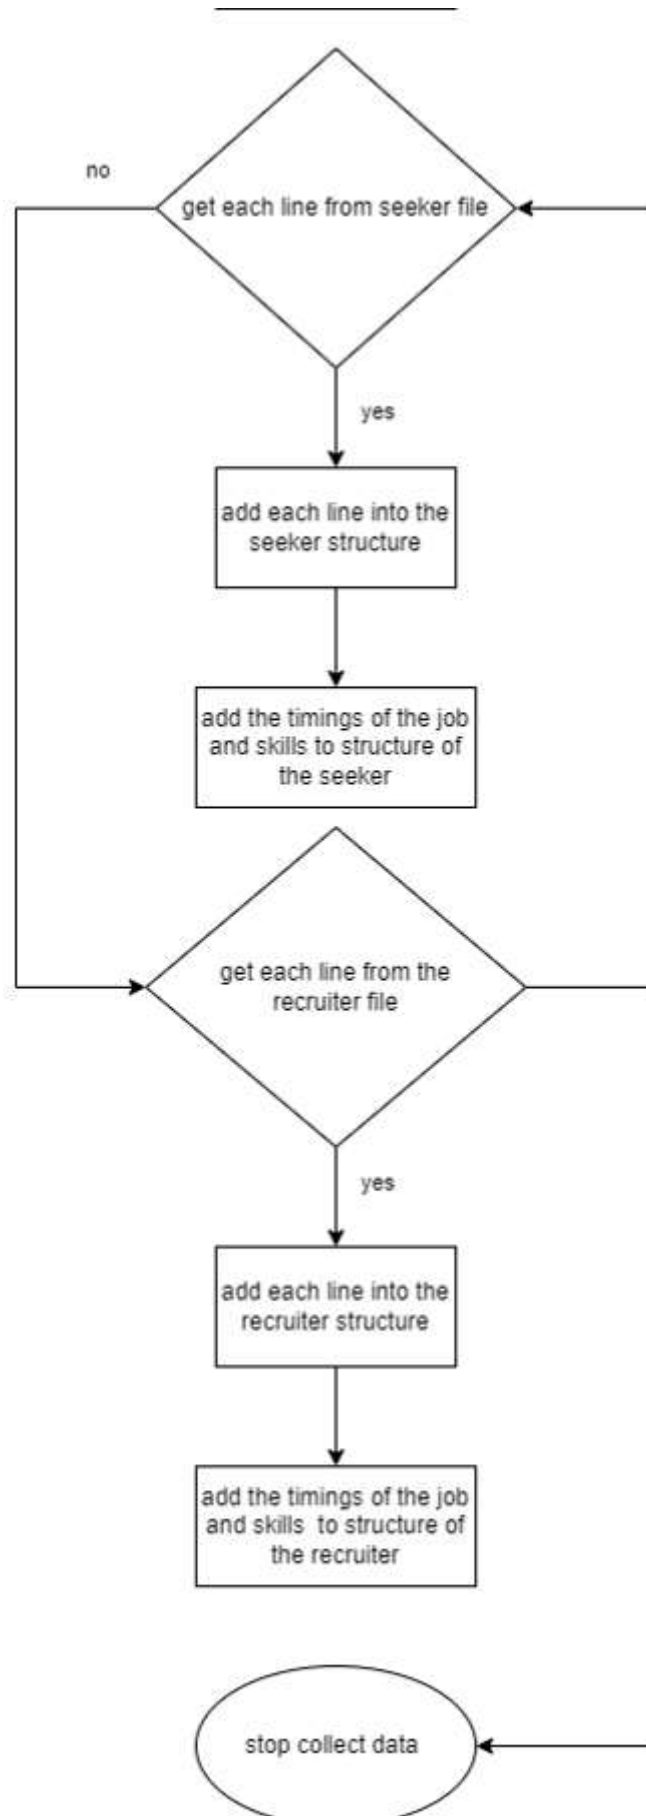 no
get each line from seeker file
yes
add each line into the
seeker structure
add the timings of the job
and skills to structure of
the seeker
get each line from the
recruiter file
yes
add each line into the
recruiter structure
add the timings of the job
and skills to structure of
the recruiter
stop collect data